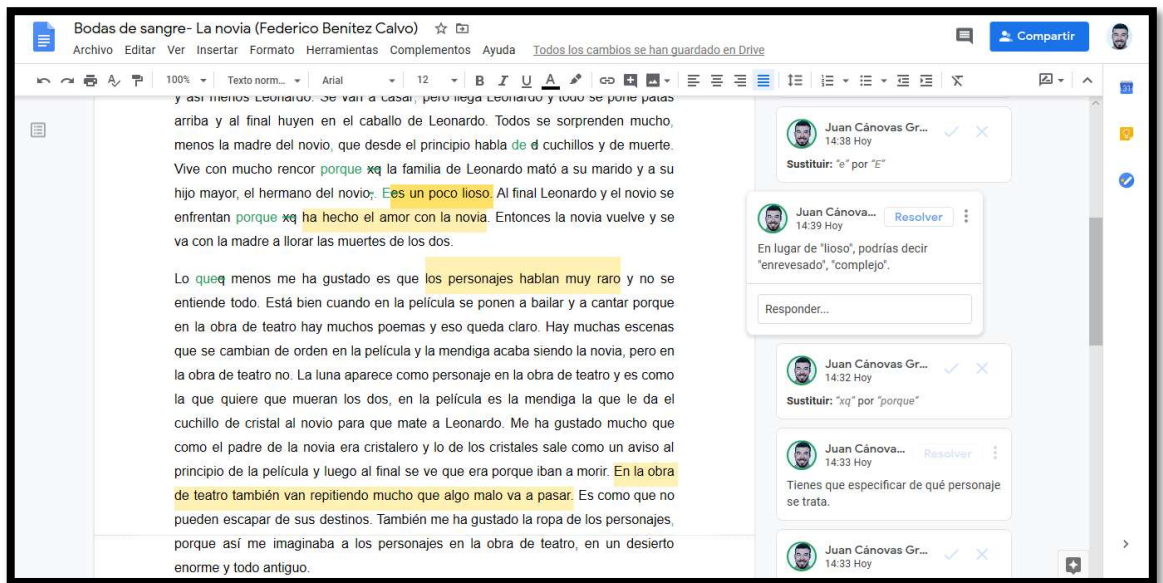 Bodas de sangre- La novia (Federico Benitez Calvo)
Archivo Editar Ver Insertar Formato Herramientas Complementos Ayuda Todos los cambios se han guardado en Drive
Compartir
100% Texto norm... Arial 12 B I U A
y así menos Leonardo. Se van a casar, pero llega Leonardo y todo se pone patas
arriba y al final huyen en el caballo de Leonardo. Todos se sorprenden mucho,
menos la madre del novio, que desde el principio habla de d cuchillos y de muerte.
Vive con mucho rencor porque xq la familia de Leonardo mató a su marido y a su
hijo mayor, el hermano del novio,. Ees un poco lioso. Al final Leonardo y el novio se
enfrentan porque xq ha hecho el amor con la novia. Entonces la novia vuelve y se
va con la madre a llorar las muertes de los dos.
Lo queq menos me ha gustado es que los personajes hablan muy raro y no se
entiende todo. Está bien cuando en la película se ponen a bailar y a cantar porque
en la obra de teatro hay muchos poemas y eso queda claro. Hay muchas escenas
que se cambian de orden en la película y la mendiga acaba siendo la novia, pero en
la obra de teatro no. La luna aparece como personaje en la obra de teatro y es como
la que quiere que mueran los dos, en la película es la mendiga la que le da el
cuchillo de cristal al novio para que mate a Leonardo. Me ha gustado mucho que
como el padre de la novia era cristalero y lo de los cristales sale como un aviso al
principio de la película y luego al final se ve que era porque iban a morir. En la obra
de teatro también van repitiendo mucho que algo malo va a pasar. Es como que no
pueden escapar de sus destinos. También me ha gustado la ropa de los personajes,
porque así me imaginaba a los personajes en la obra de teatro, en un desierto
enorme y todo antiguo.
Juan Cánovas Gr...
14:38 Hoy
Sustituir: "e" por "E"
Juan Cánova... Resolver
14:39 Hoy
En lugar de "lioso", podrías decir
"enrevesado", "complejo".
Responder...
Juan Cánovas Gr...
14:32 Hoy
Sustituir: "xq" por "porque"
Juan Cánova... Resolver
14:33 Hoy
Tienes que especificar de qué personaje
se trata.
Juan Cánovas Gr...
14:33 Hoy
31